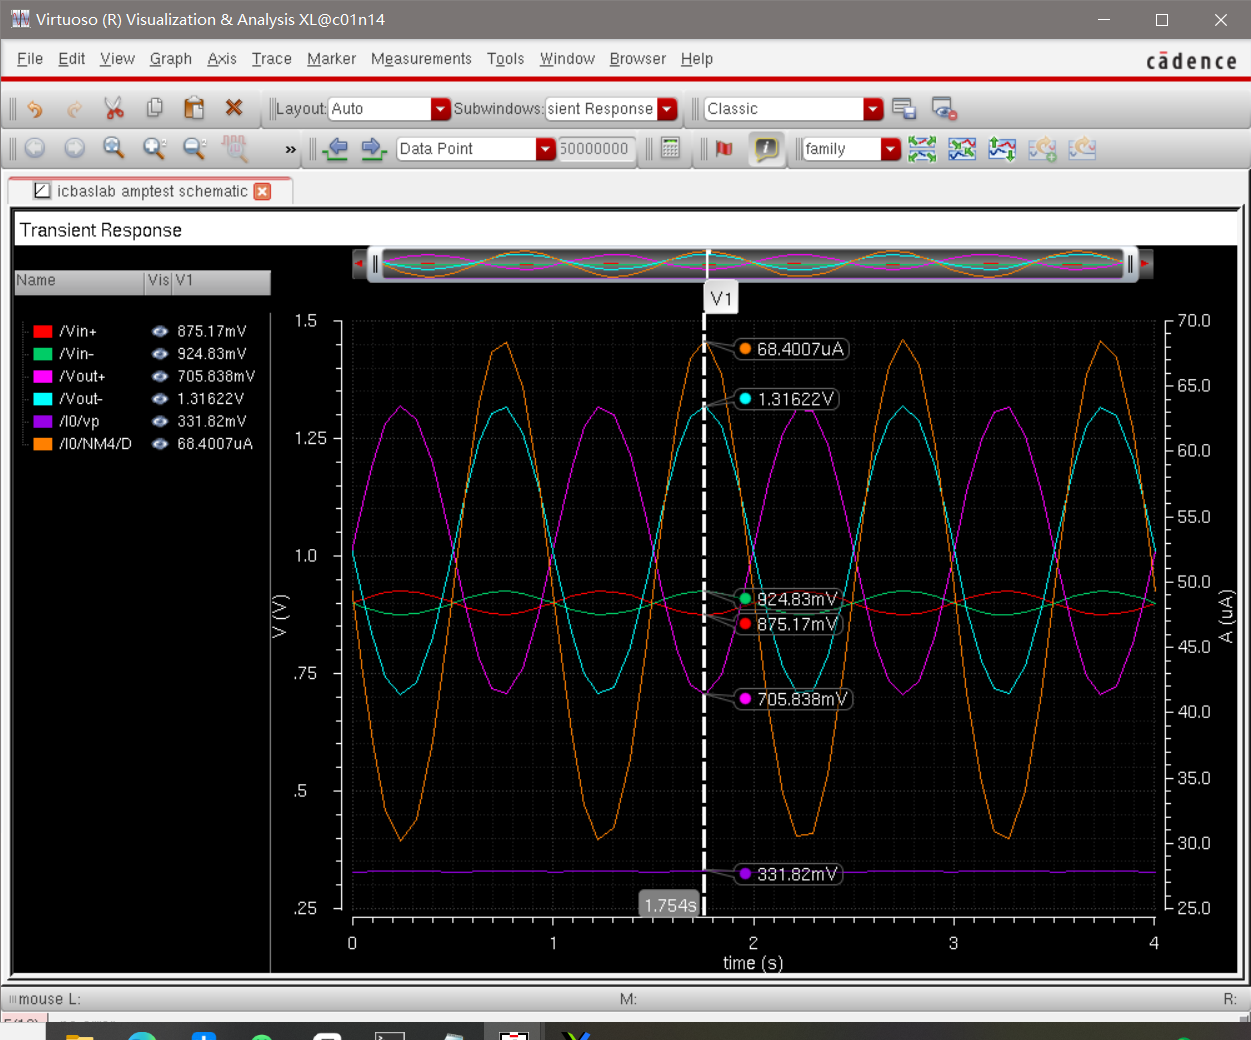 Virtuoso (R) Visualization & Analysis XL@c01n14
File Edit View Graph Axis Trace Marker Measurements Tools Window Browser Help
cādence
Layout: Auto Subwindows: sient Response Classic
» Data Point 50000000 family
icbaslab amptest schematic
Transient Response
Name Vis V1
/Vin+ 875.17mV
/Vin- 924.83mV
/Vout+ 705.838mV
/Vout- 1.31622V
/I0/vp 331.82mV
/I0/NM4/D 68.4007uA
V1
1.5
1.25
1.0
.75
.5
.25
V (V)
68.4007uA
1.31622V
924.83mV
875.17mV
705.838mV
331.82mV
1.754s
70.0
65.0
60.0
55.0
50.0
45.0
40.0
35.0
30.0
25.0
A (uA)
0 1 2 3 4
time (s)
mouse L: M: R: